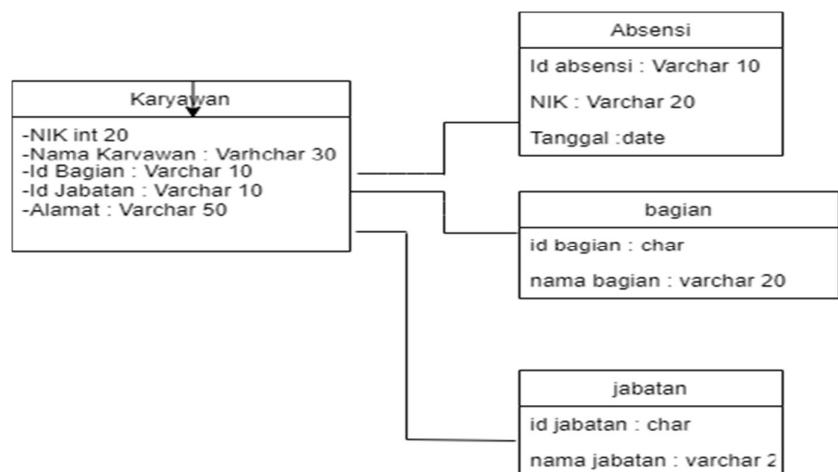 Absensi
Id absensi : Varchar 10
NIK : Varchar 20
Tanggal :date
Karyawan
-NIK int 20
-Nama Karvawan : Varhchar 30
-Id Bagian : Varchar 10
-Id Jabatan : Varchar 10
-Alamat : Varchar 50
bagian
id bagian : char
nama bagian : varchar 20
jabatan
id jabatan : char
nama jabatan : varchar 2